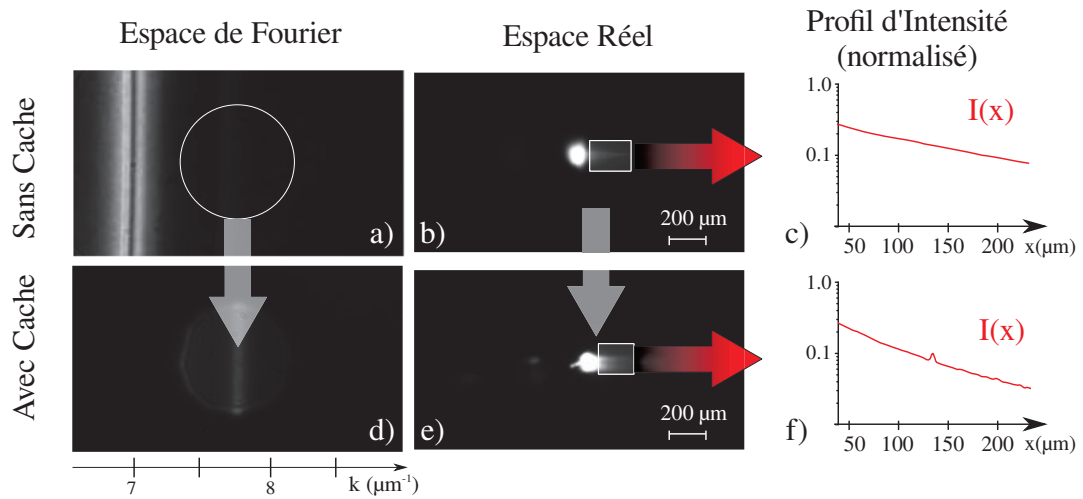 Espace de Fourier
Espace Réel
Profil d'Intensité
(normalisé)
Sans Cache
a)
b)
200 µm
c)
1.0
0.1
I(x)
50
100
150
200
x(µm)
Avec Cache
d)
e)
200 µm
f)
1.0
0.1
I(x)
50
100
150
200
x(µm)
7
8
k (µm⁻¹)